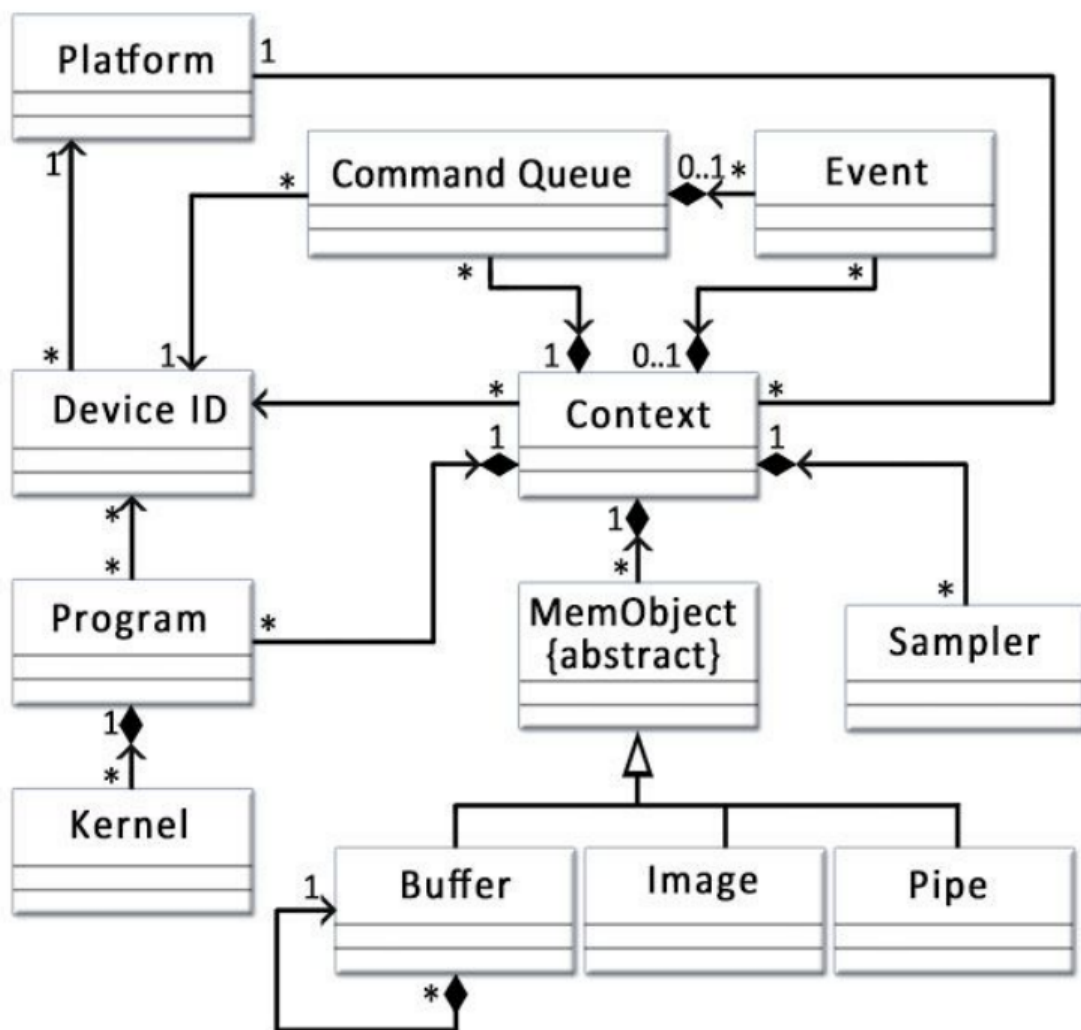 Platform
1
1
Command Queue
0..1
*
Event
*
*
*
*
1
1
0..1
Device ID
*
Context
*
1
1
*
1
*
*
*
Program
*
MemObject
{abstract}
*
Sampler
1
*
Kernel
1
Buffer
Image
Pipe
*